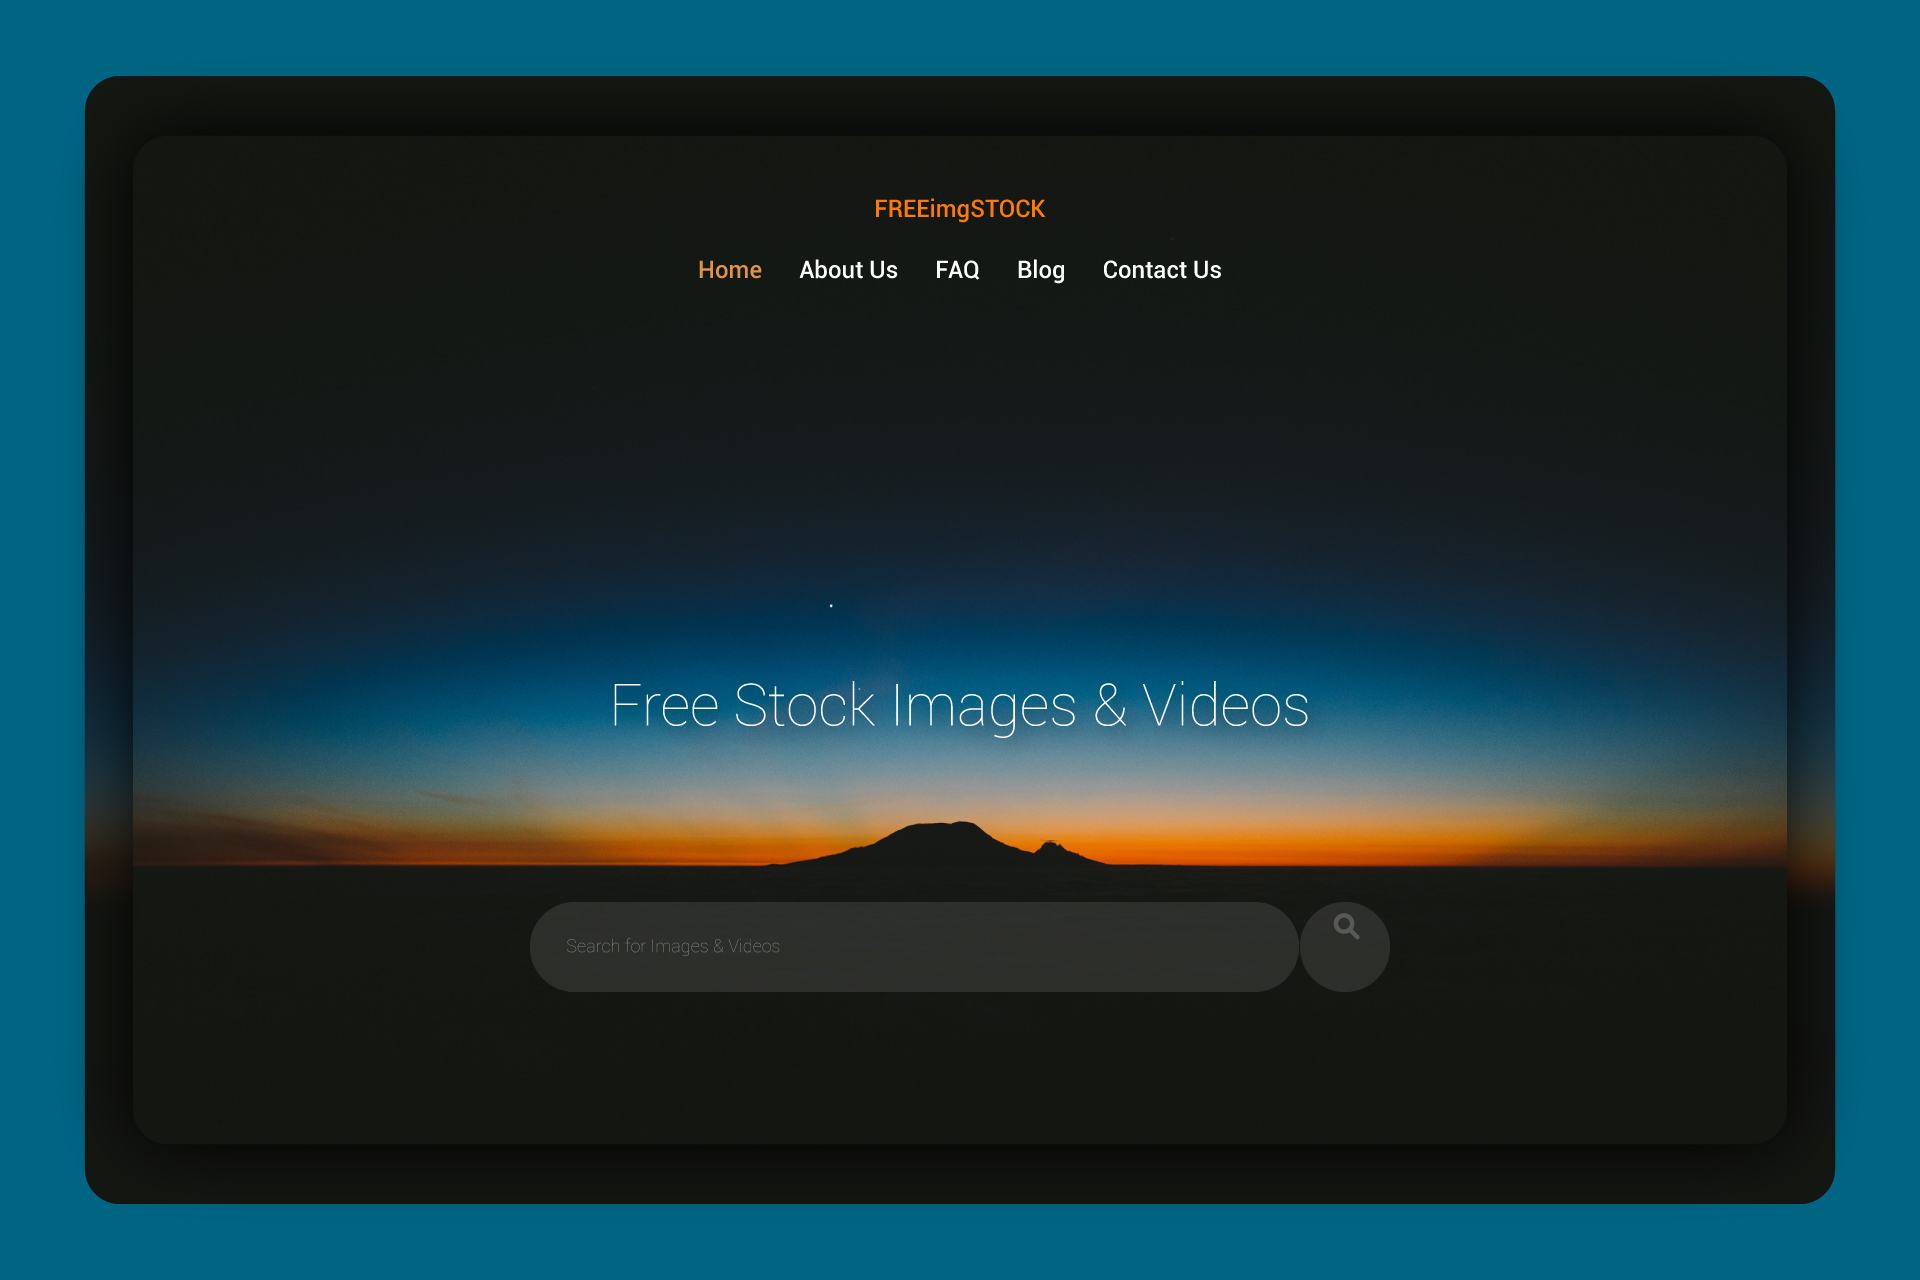 FREEimgSTOCK
Home About Us FAQ Blog Contact Us
Free Stock Images & Videos
Search for Images & Videos